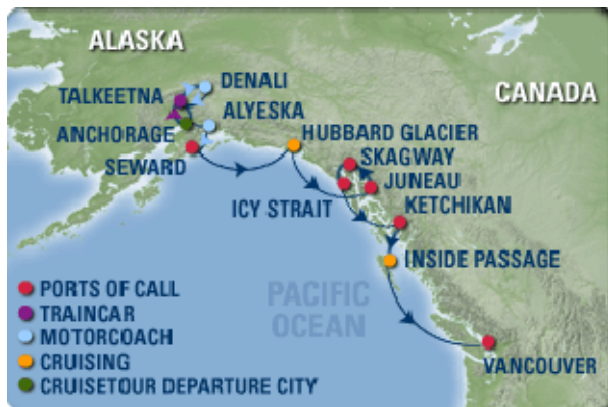 ALASKA
DENALI
CANADA
TALKEETNA
ALYESKA
ANCHORAGE
HUBBARD GLACIER
SEWARD
SKAGWAY
JUNEAU
ICY STRAIT
KETCHIKAN
INSIDE PASSAGE
PORTS OF CALL
PACIFIC
OCEAN
TRAINCAR
MOTORCOACH
CRUISING
VANCOUVER
CRUISETOUR DEPARTURE CITY